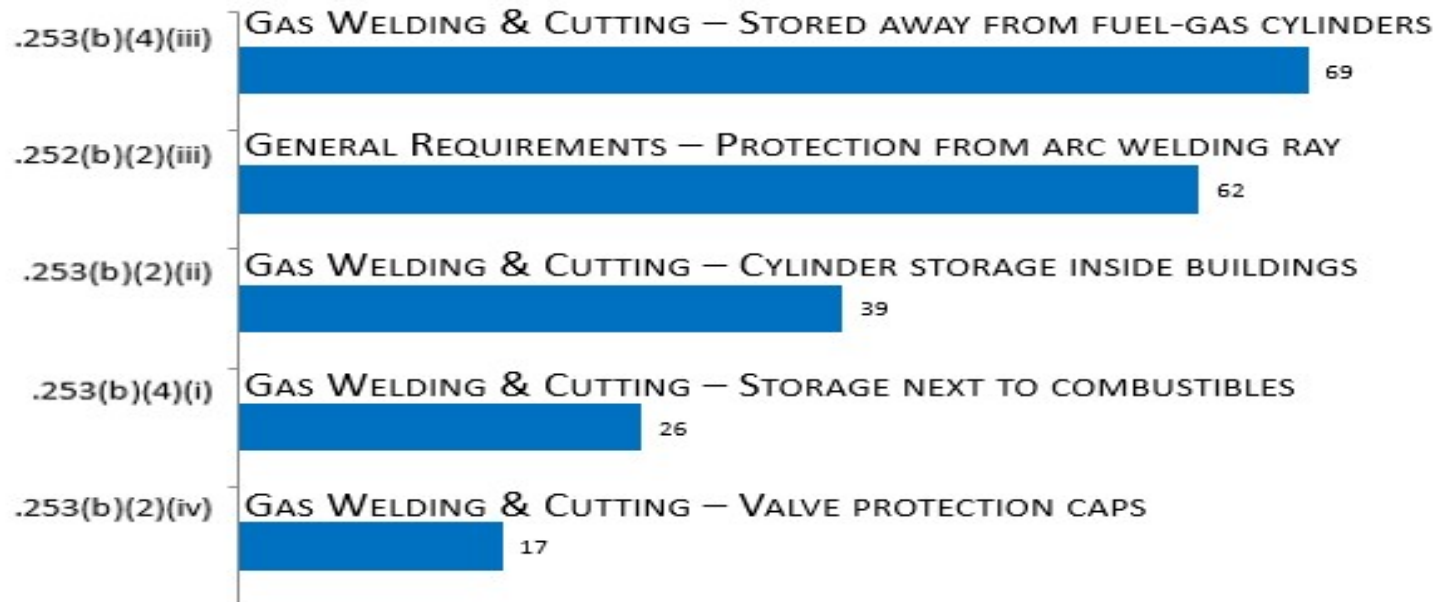 .253(b)(4)(iii) GAS WELDING & CUTTING – STORED AWAY FROM FUEL-GAS CYLINDERS
69
.252(b)(2)(iii) GENERAL REQUIREMENTS – PROTECTION FROM ARC WELDING RAY
62
.253(b)(2)(ii) GAS WELDING & CUTTING – CYLINDER STORAGE INSIDE BUILDINGS
39
.253(b)(4)(i) GAS WELDING & CUTTING – STORAGE NEXT TO COMBUSTIBLES
26
.253(b)(2)(iv) GAS WELDING & CUTTING – VALVE PROTECTION CAPS
17